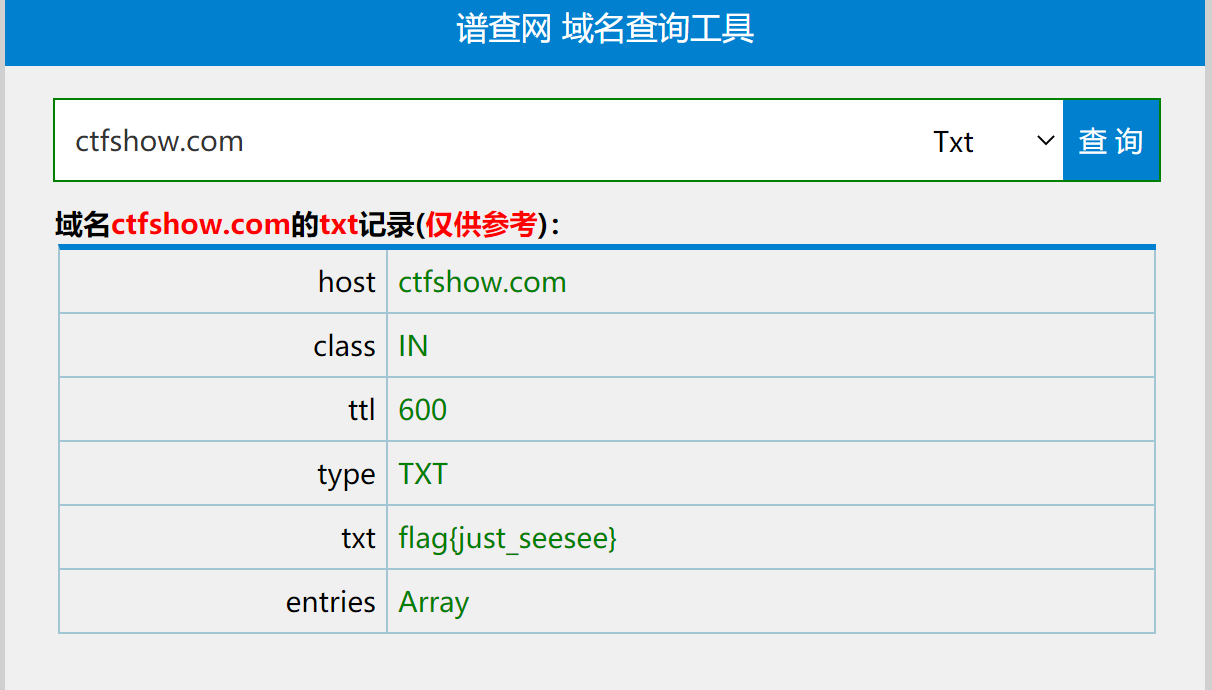 谱查网 域名查询工具
ctfshow.com Txt 查 询
域名ctfshow.com的txt记录(仅供参考)：
host ctfshow.com
class IN
ttl 600
type TXT
txt flag{just_seesee}
entries Array